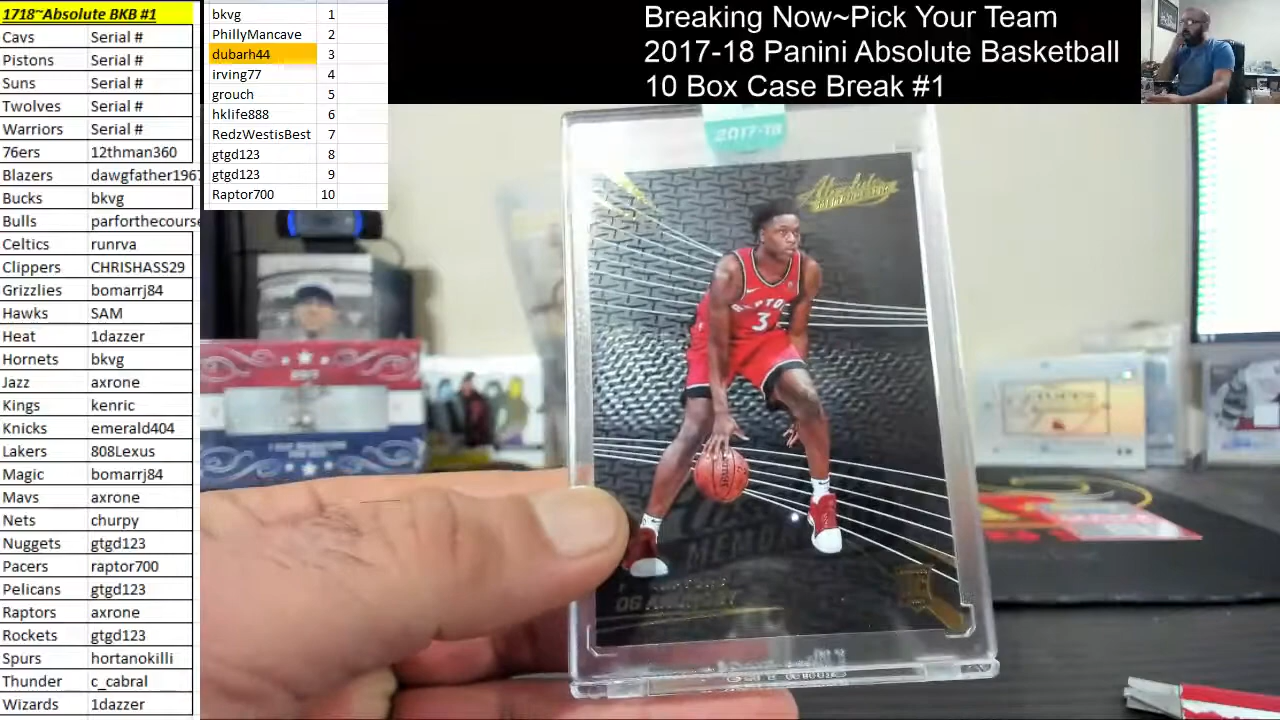 1718~Absolute BKB #1
Cavs Serial #
Pistons Serial #
Suns Serial #
Twolves Serial #
Warriors Serial #
76ers 12thman360
Blazers dawgfather1967
Bucks bkvg
Bulls parforthecourse
Celtics runrva
Clippers CHRISHASS29
Grizzlies bomarrj84
Hawks SAM
Heat 1dazzer
Hornets bkvg
Jazz axrone
Kings kenric
Knicks emerald404
Lakers 808Lexus
Magic bomarrj84
Mavs axrone
Nets churpy
Nuggets gtgd123
Pacers raptor700
Pelicans gtgd123
Raptors axrone
Rockets gtgd123
Spurs hortanokilli
Thunder c_cabral
Wizards 1dazzer
bkvg 1
PhillyMancave 2
dubarh44 3
irving77 4
grouch 5
hklife888 6
RedzWestisBest 7
gtgd123 8
gtgd123 9
Raptor700 10
Breaking Now~Pick Your Team
2017-18 Panini Absolute Basketball
10 Box Case Break #1
2017-18
Absolute
3